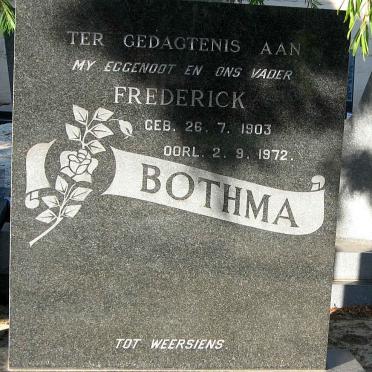 TER GEDAGTENIS AAN
MY EGGENOOT EN ONS VADER
FREDERICK
GEB. 26. 7. 1903
OORL. 2. 9. 1972.
BOTHMA
TOT WEERSIENS.